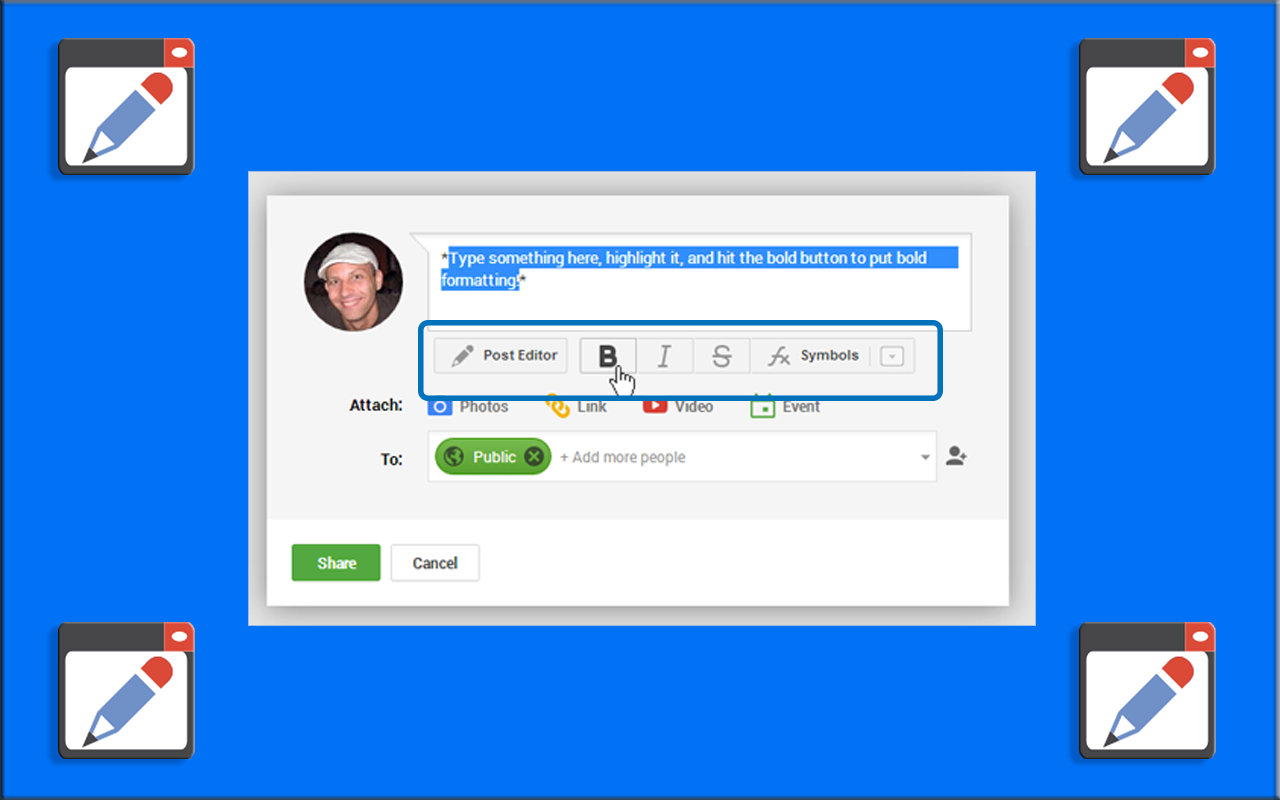 *Type something here, highlight it, and hit the bold button to put bold
formatting!*
Post Editor B I S fx Symbols
Attach: Photos Link Video Event
To: Public + Add more people
Share Cancel